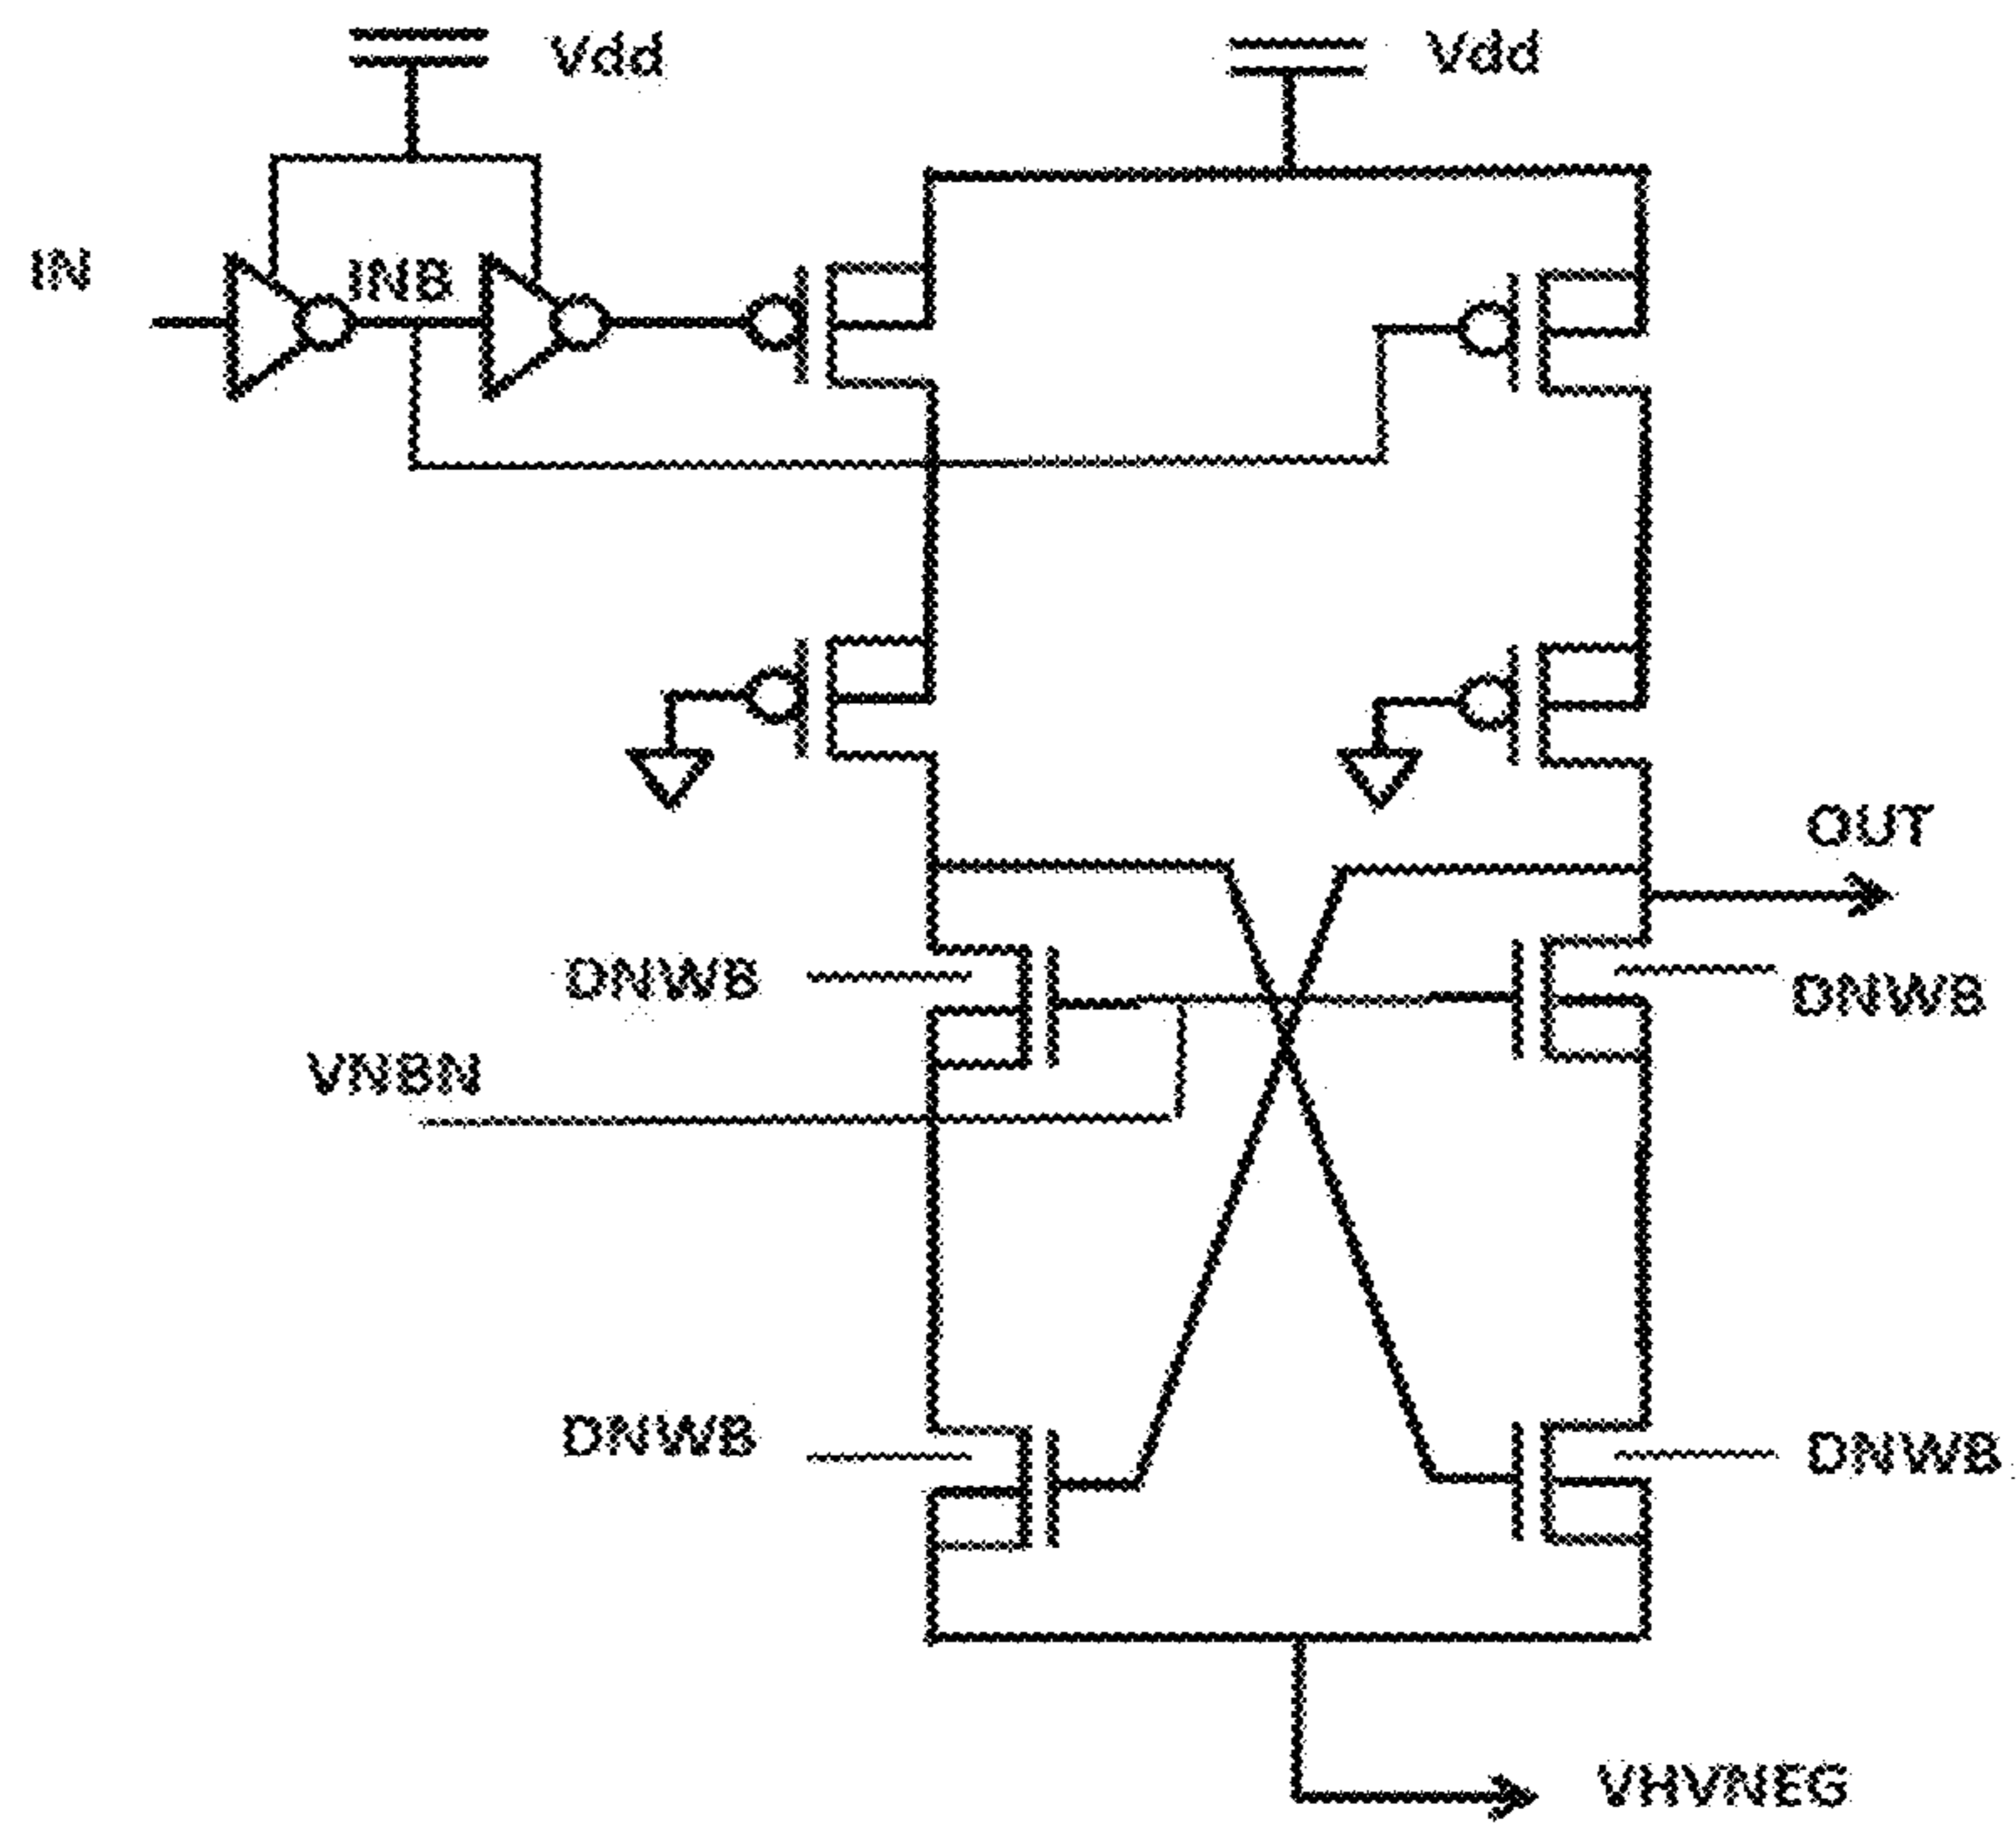 Vdd
Vdd
IN
INB
OUT
DNWB
DNWB
VNBN
DNWB
DNWB
VHVNEG